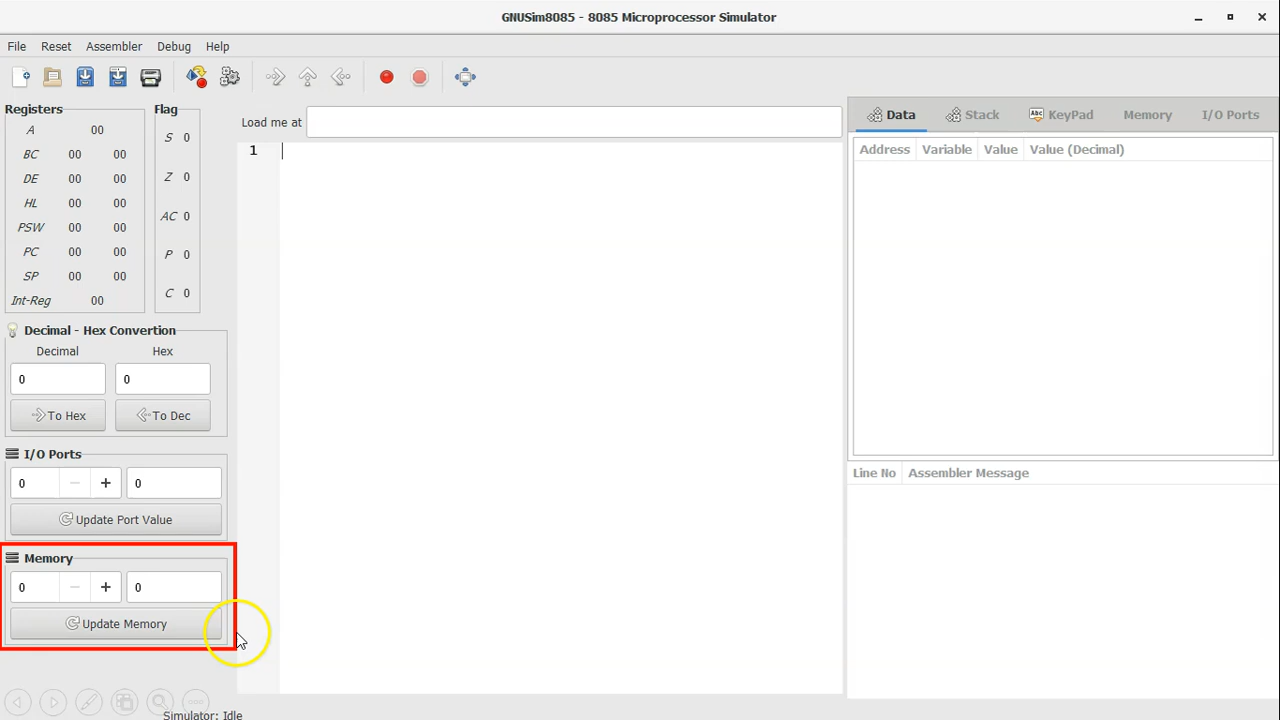 GNUSim8085 - 8085 Microprocessor Simulator
File Reset Assembler Debug Help
Registers
A 00
BC 00 00
DE 00 00
HL 00 00
PSW 00 00
PC 00 00
SP 00 00
Int-Reg 00
Flag
S 0
Z 0
AC 0
P 0
C 0
Decimal - Hex Convertion
Decimal Hex
0 0
To Hex To Dec
I/O Ports
0 − + 0
Update Port Value
Memory
0 − + 0
Update Memory
Load me at
1
Data Stack Abc KeyPad Memory I/O Ports
Address Variable Value Value (Decimal)
Line No Assembler Message
Simulator: Idle